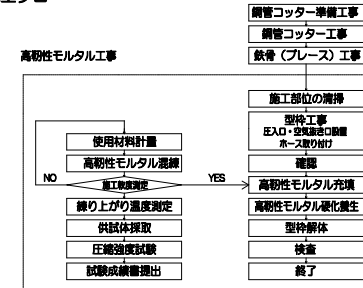 鋼管コッター準備工事
鋼管コッター工事
高靭性モルタル工事
鉄骨（ブレース）工事
施工部位の清掃
型枠工事
圧入口・空気抜き口設置
ホース取り付け
使用材料計量
高靭性モルタル混練
確認
NO
施工軟度測定
YES
高靭性モルタル充填
練り上がり温度測定
高靭性モルタル硬化養生
供試体採取
型枠解体
圧縮強度試験
検査
試験成績書提出
終了